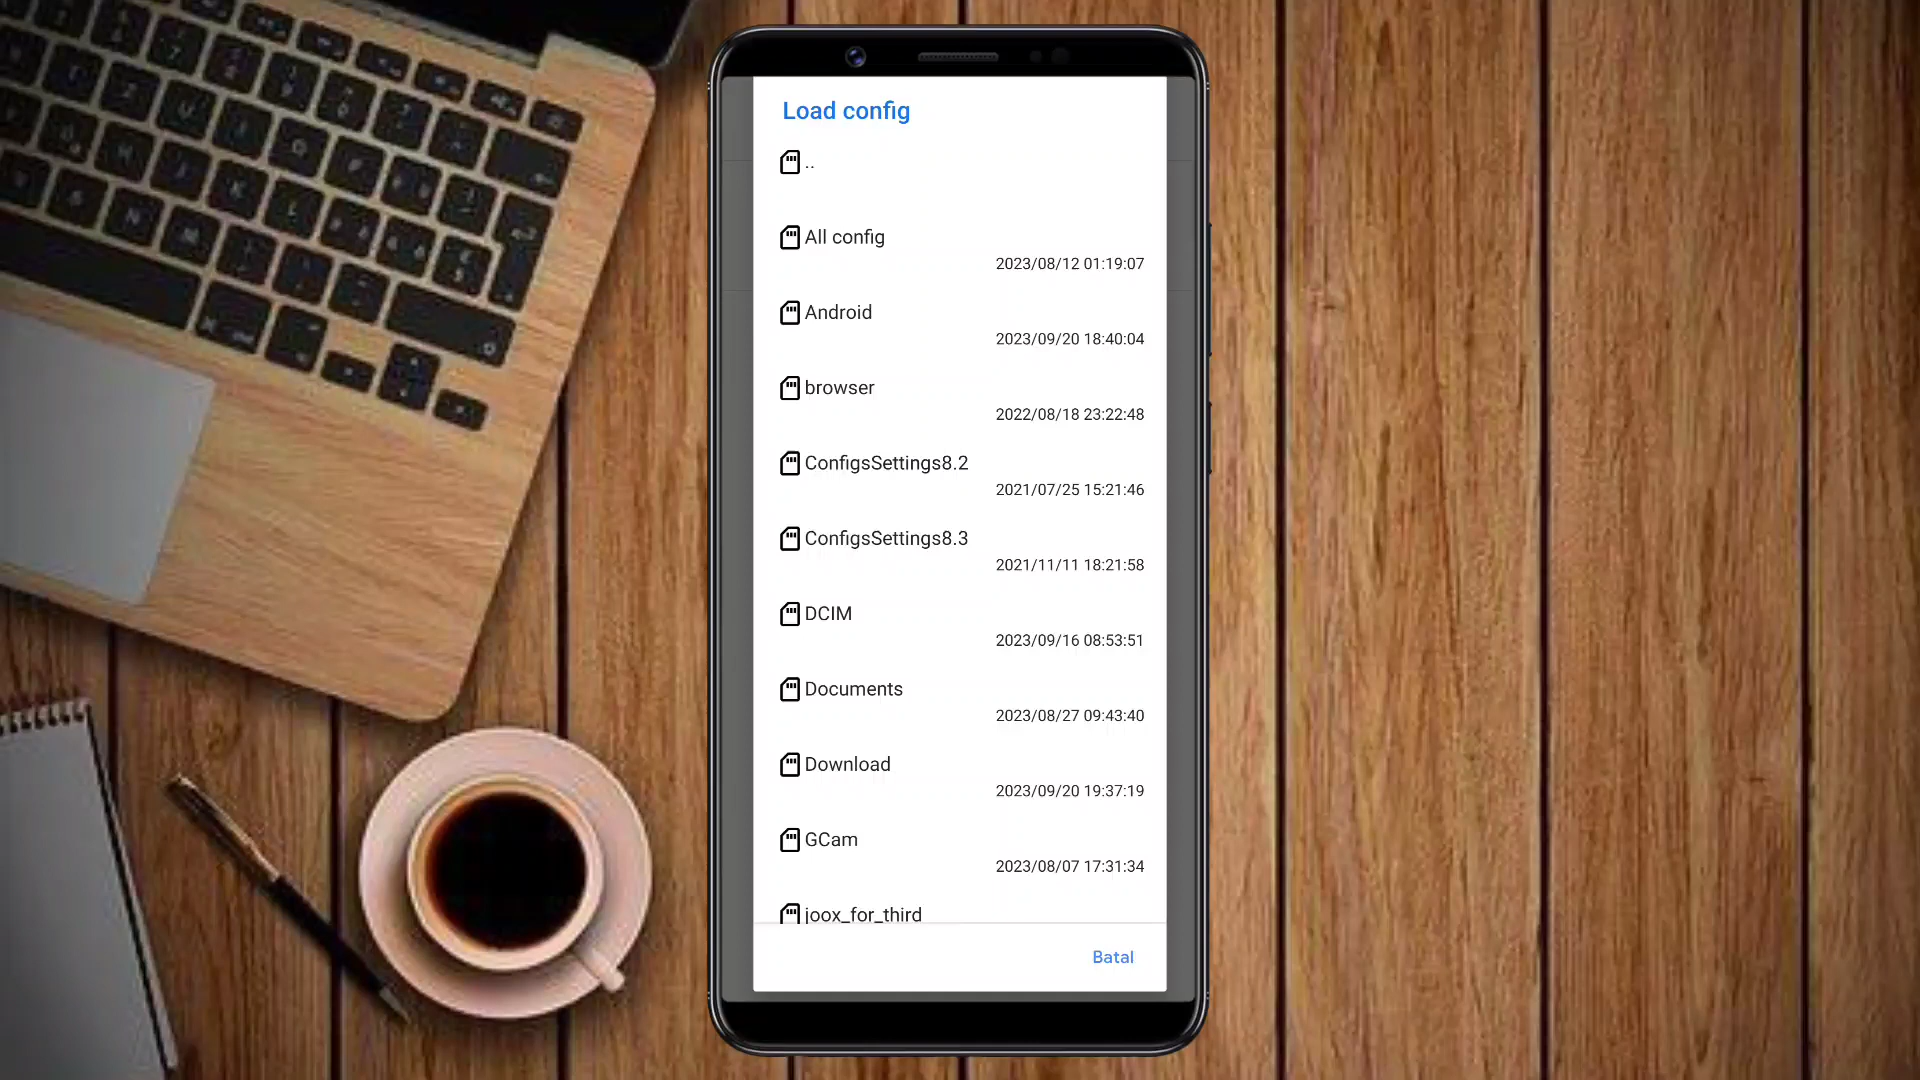 Load config
..
All config
2023/08/12 01:19:07
Android
2023/09/20 18:40:04
browser
2022/08/18 23:22:48
ConfigsSettings8.2
2021/07/25 15:21:46
ConfigsSettings8.3
2021/11/11 18:21:58
DCIM
2023/09/16 08:53:51
Documents
2023/08/27 09:43:40
Download
2023/09/20 19:37:19
GCam
2023/08/07 17:31:34
joox_for_third
Batal